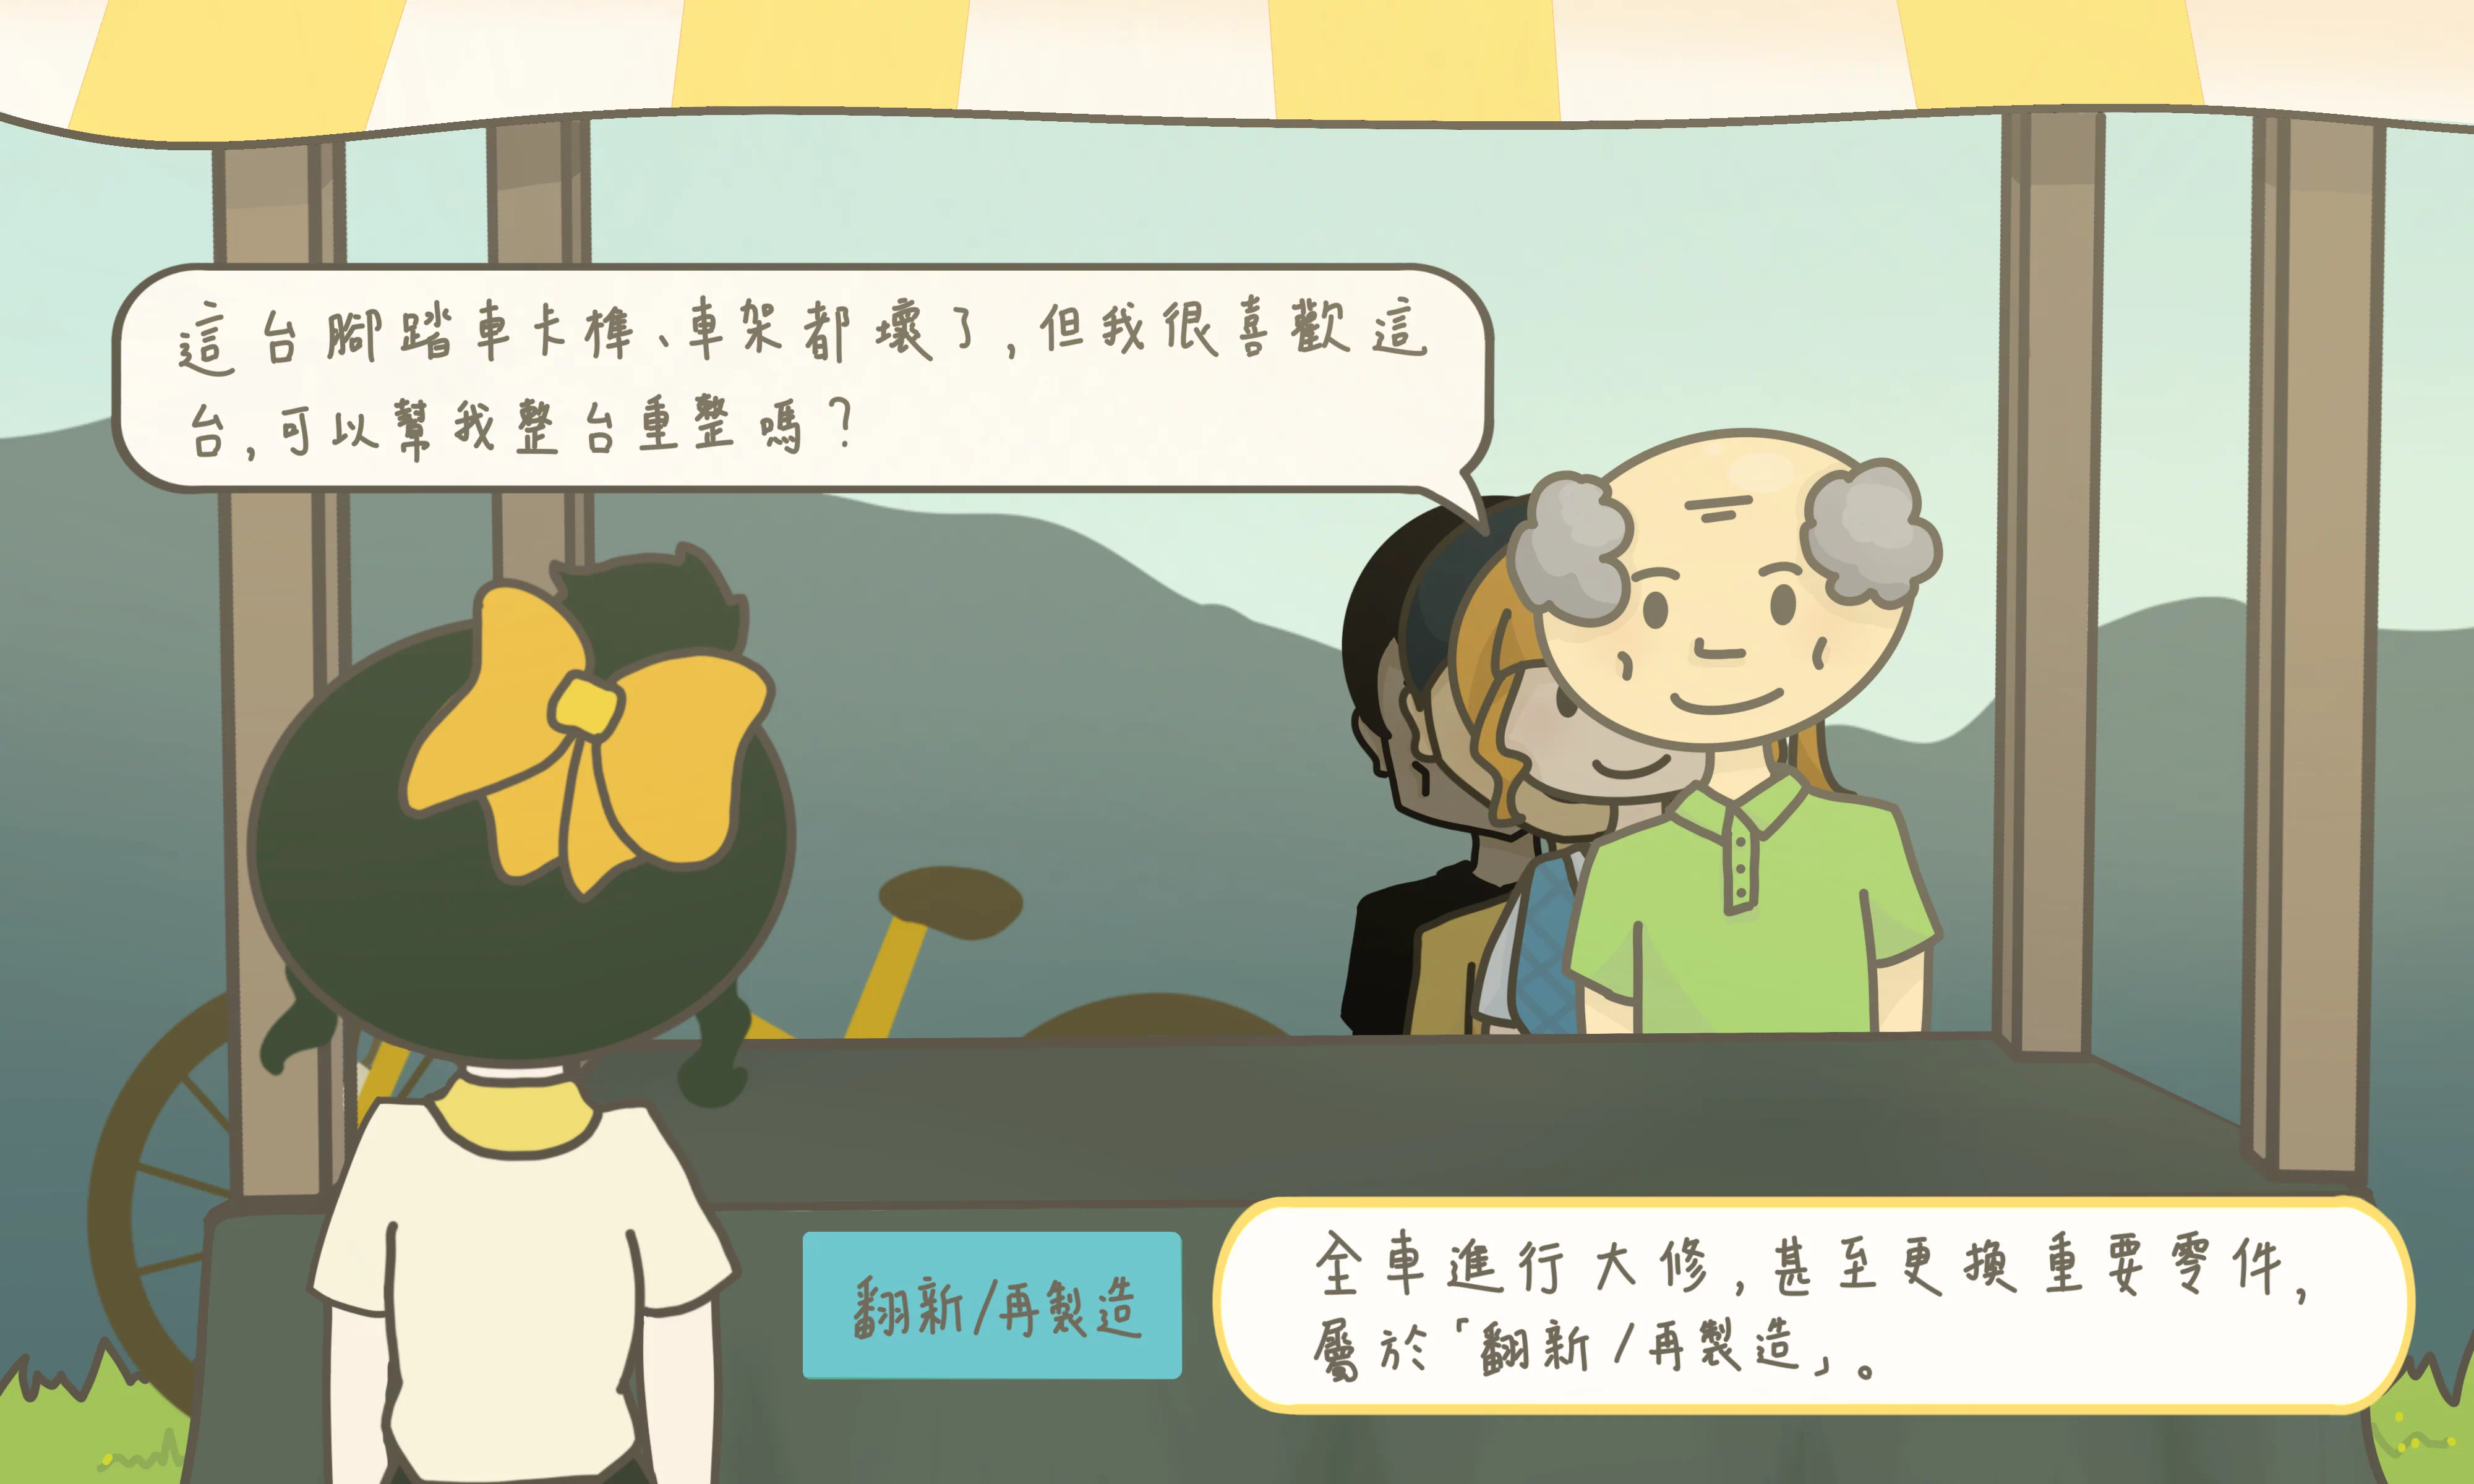 這台腳踏車卡榫、車架都壞了,但我很喜歡這
台,可以幫我整台重整嗎?
翻新/再製造
全車進行大修,甚至更換重要零件,
屬於「翻新/再製造」。